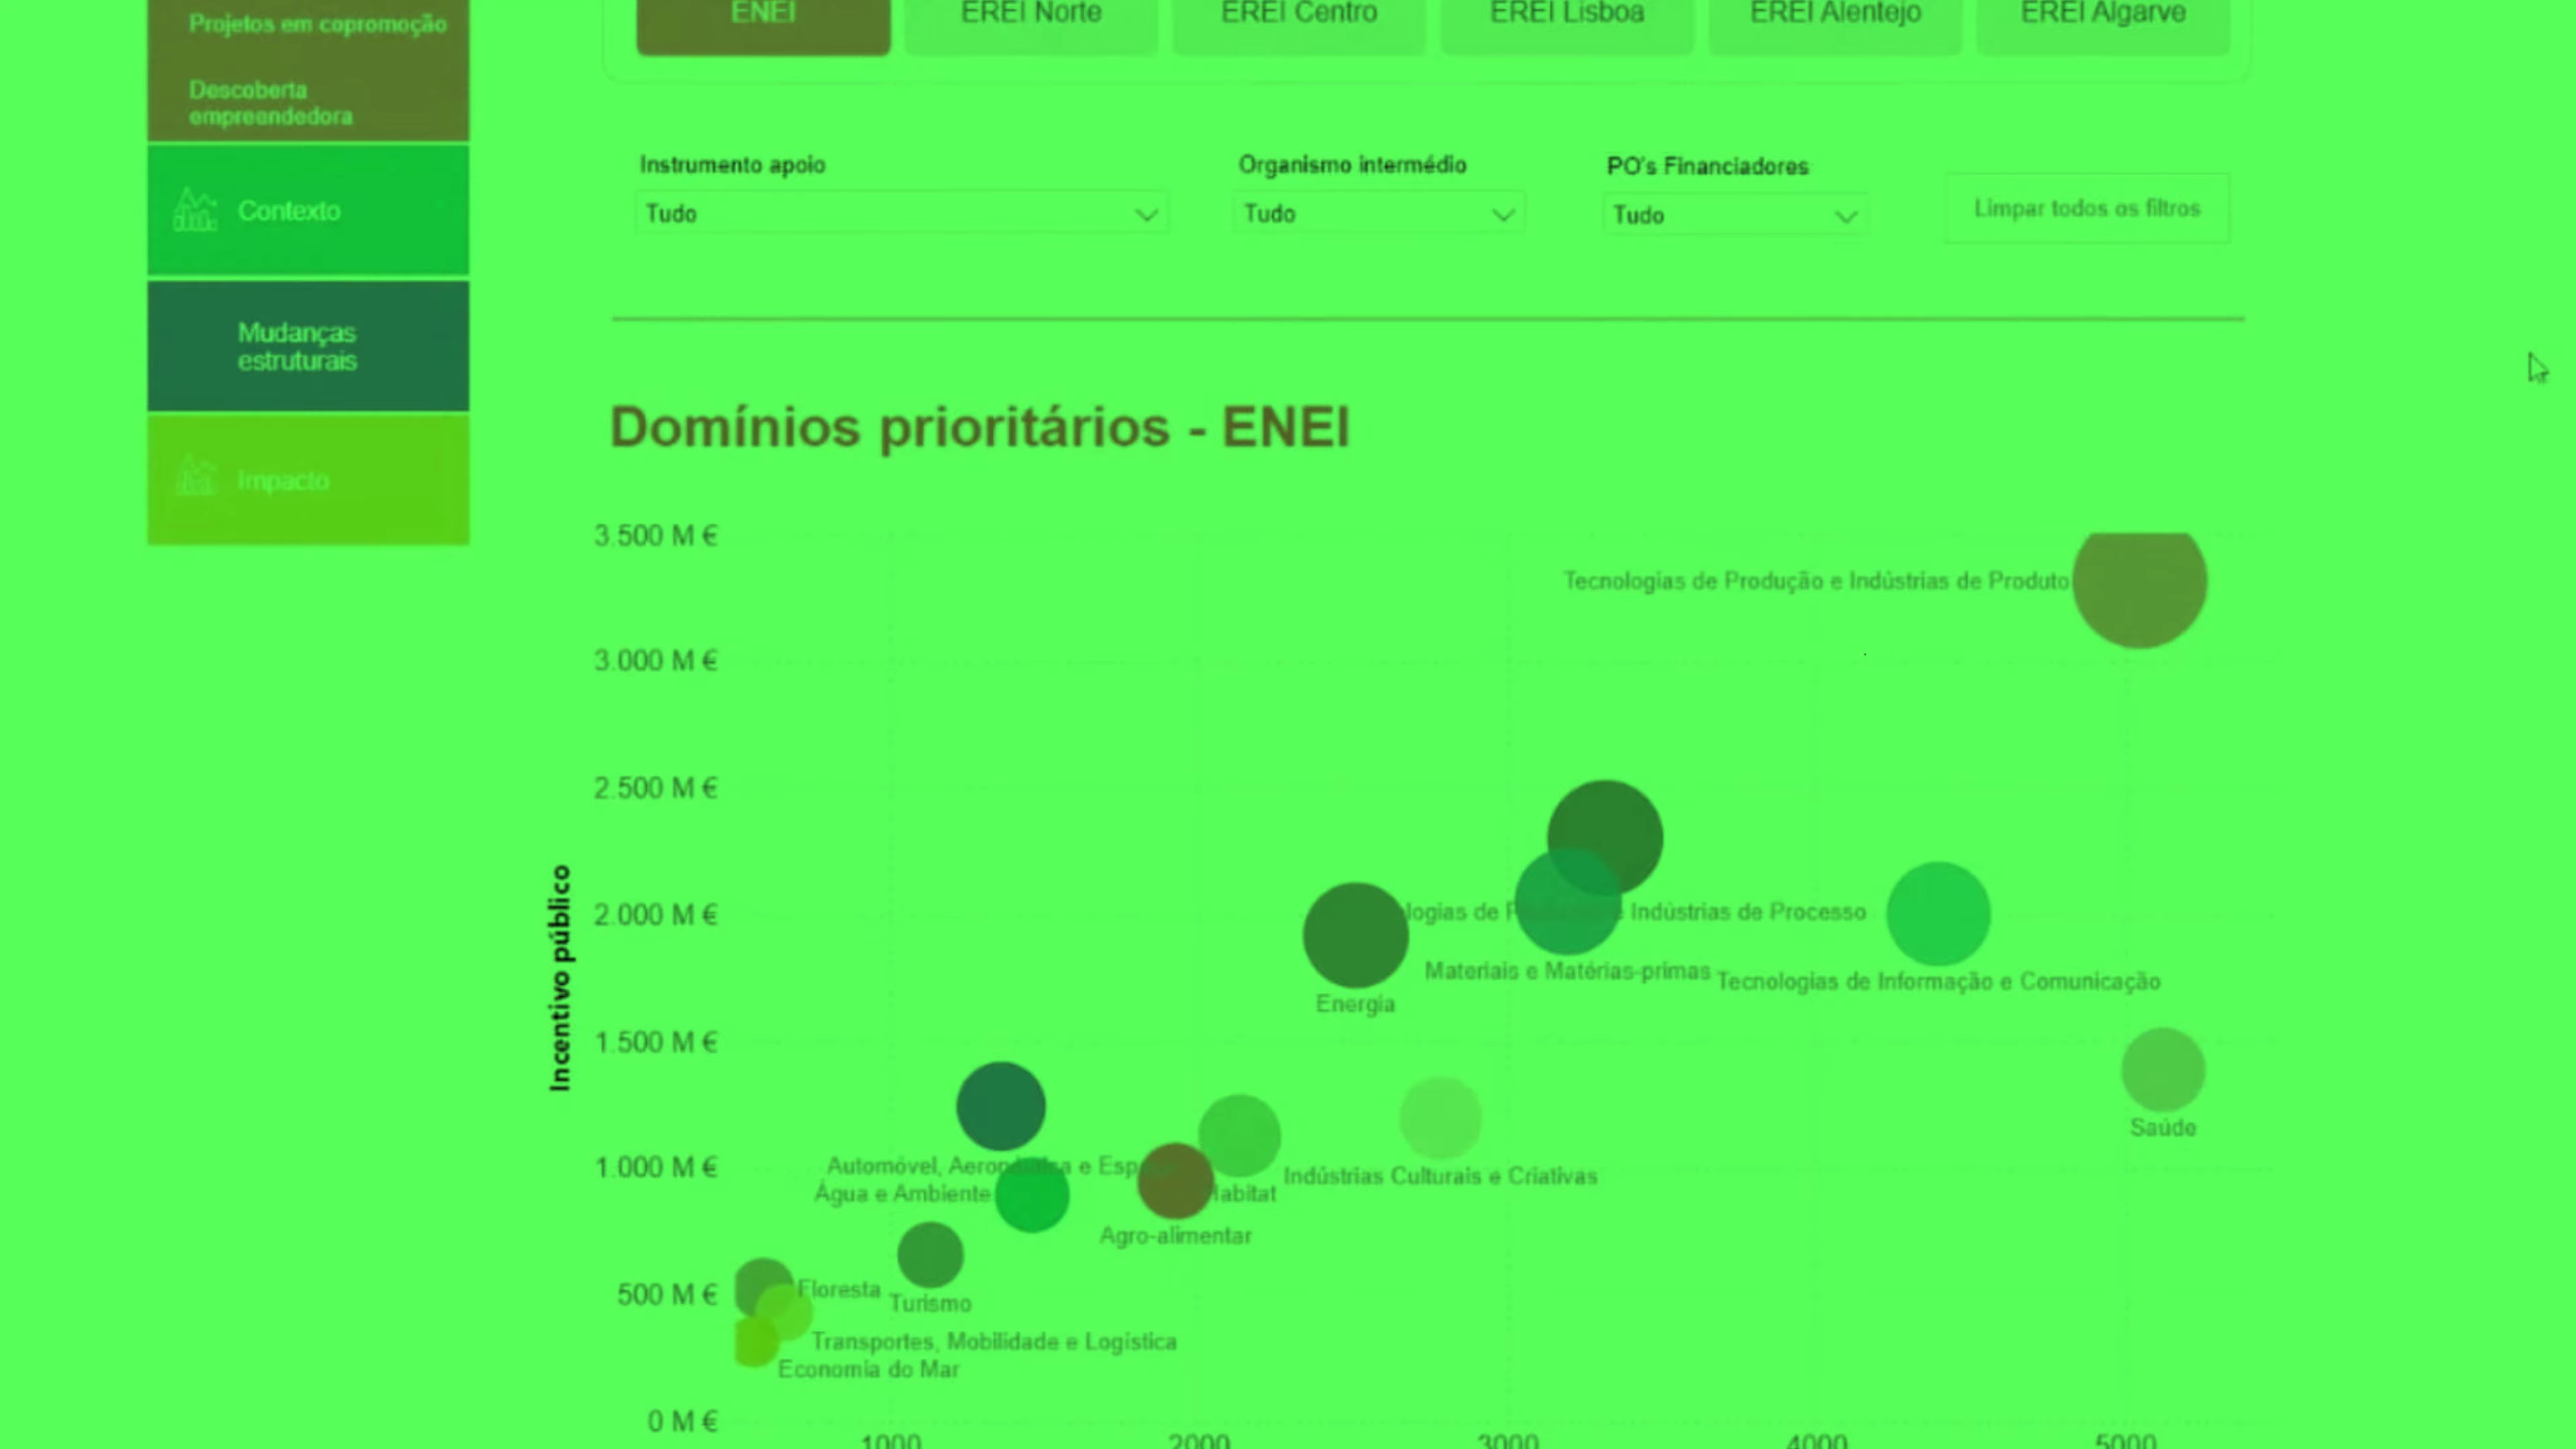 Projetos em copromoção
Descoberta
empreendedora
Contexto
Mudanças
estruturais
Impacto
ENEI
EREI Norte
EREI Centro
EREI Lisboa
EREI Alentejo
EREI Algarve
Instrumento apoio
Tudo
Organismo intermédio
Tudo
PO's Financiadores
Tudo
Limpar todos os filtros
Domínios prioritários - ENEI
Incentivo público
3.500 M €
3.000 M €
2.500 M €
2.000 M €
1.500 M €
1.000 M €
500 M €
0 M €
Tecnologias de Produção e Indústrias de Produto
logias de e Indústrias de Processo
Materiais e Matérias-primas
Tecnologias de Informação e Comunicação
Energia
Saúde
Automóvel, e
Água e Ambiente
Habitat
Indústrias Culturais e Criativas
Agro-alimentar
Floresta
Turismo
Transportes, Mobilidade e Logística
Economia do Mar
1000
2000
3000
4000
5000